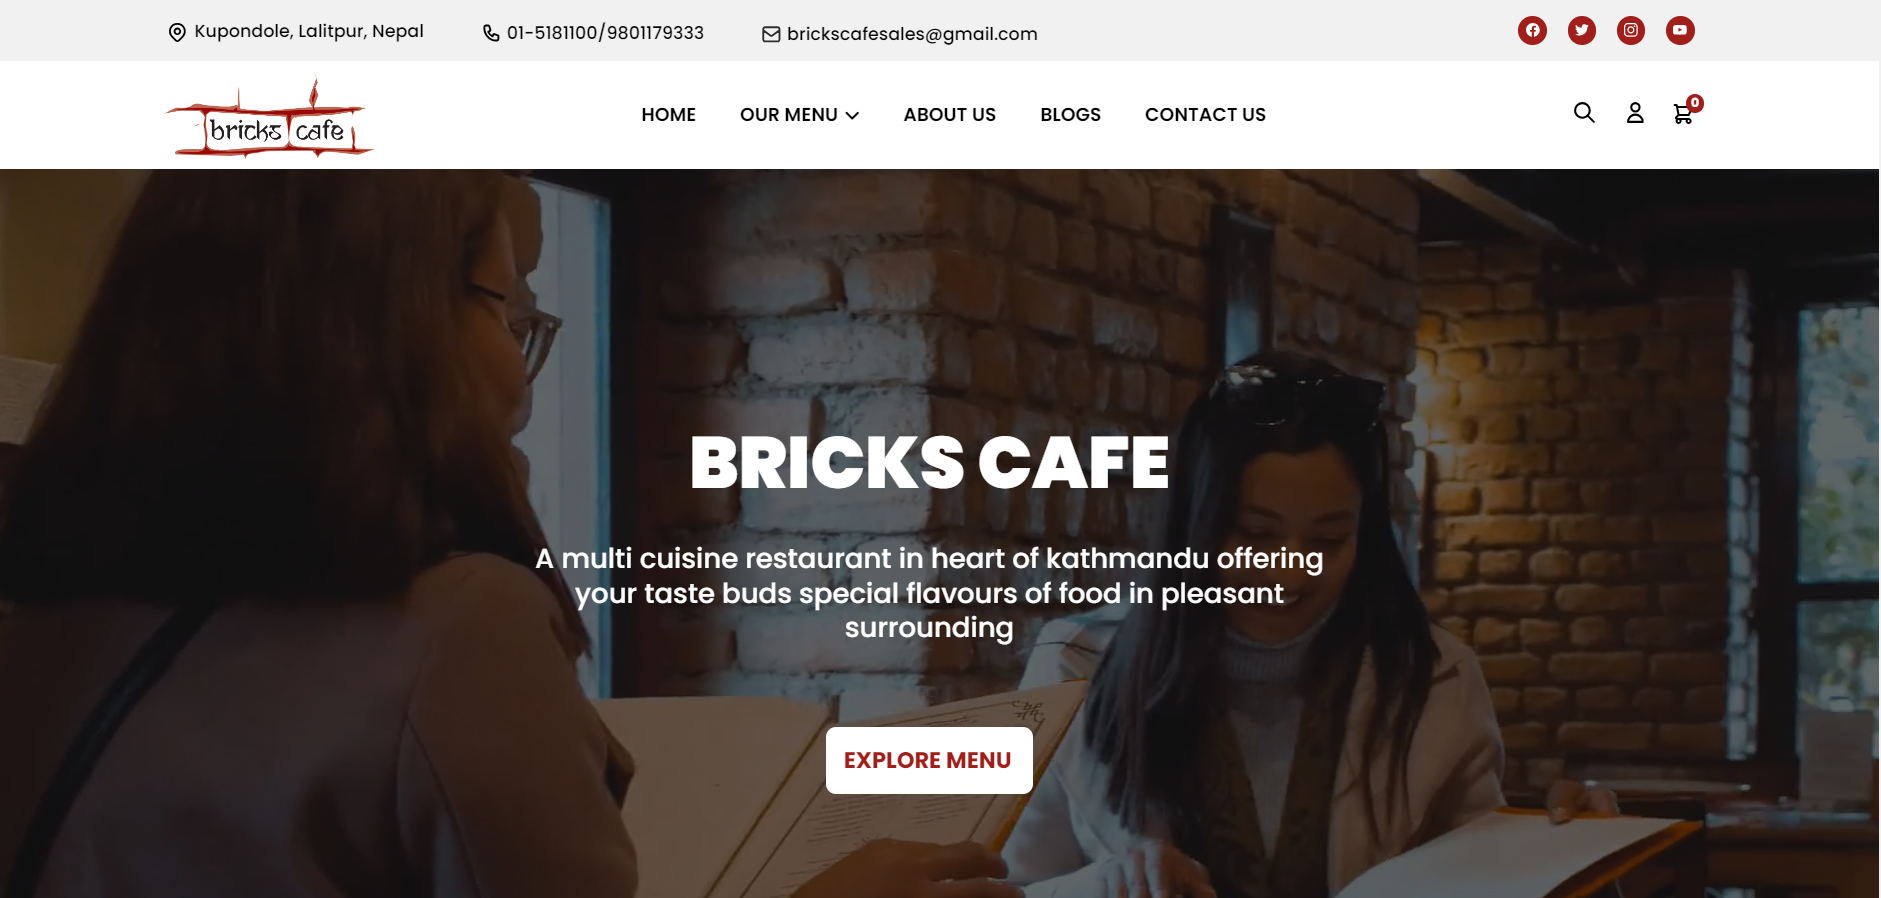 Kupondole, Lalitpur, Nepal
01-5181100/9801179333
brickscafesales@gmail.com
bricks cafe
HOME
OUR MENU
ABOUT US
BLOGS
CONTACT US
0
BRICKS CAFE
A multi cuisine restaurant in heart of kathmandu offering
your taste buds special flavours of food in pleasant
surrounding
EXPLORE MENU